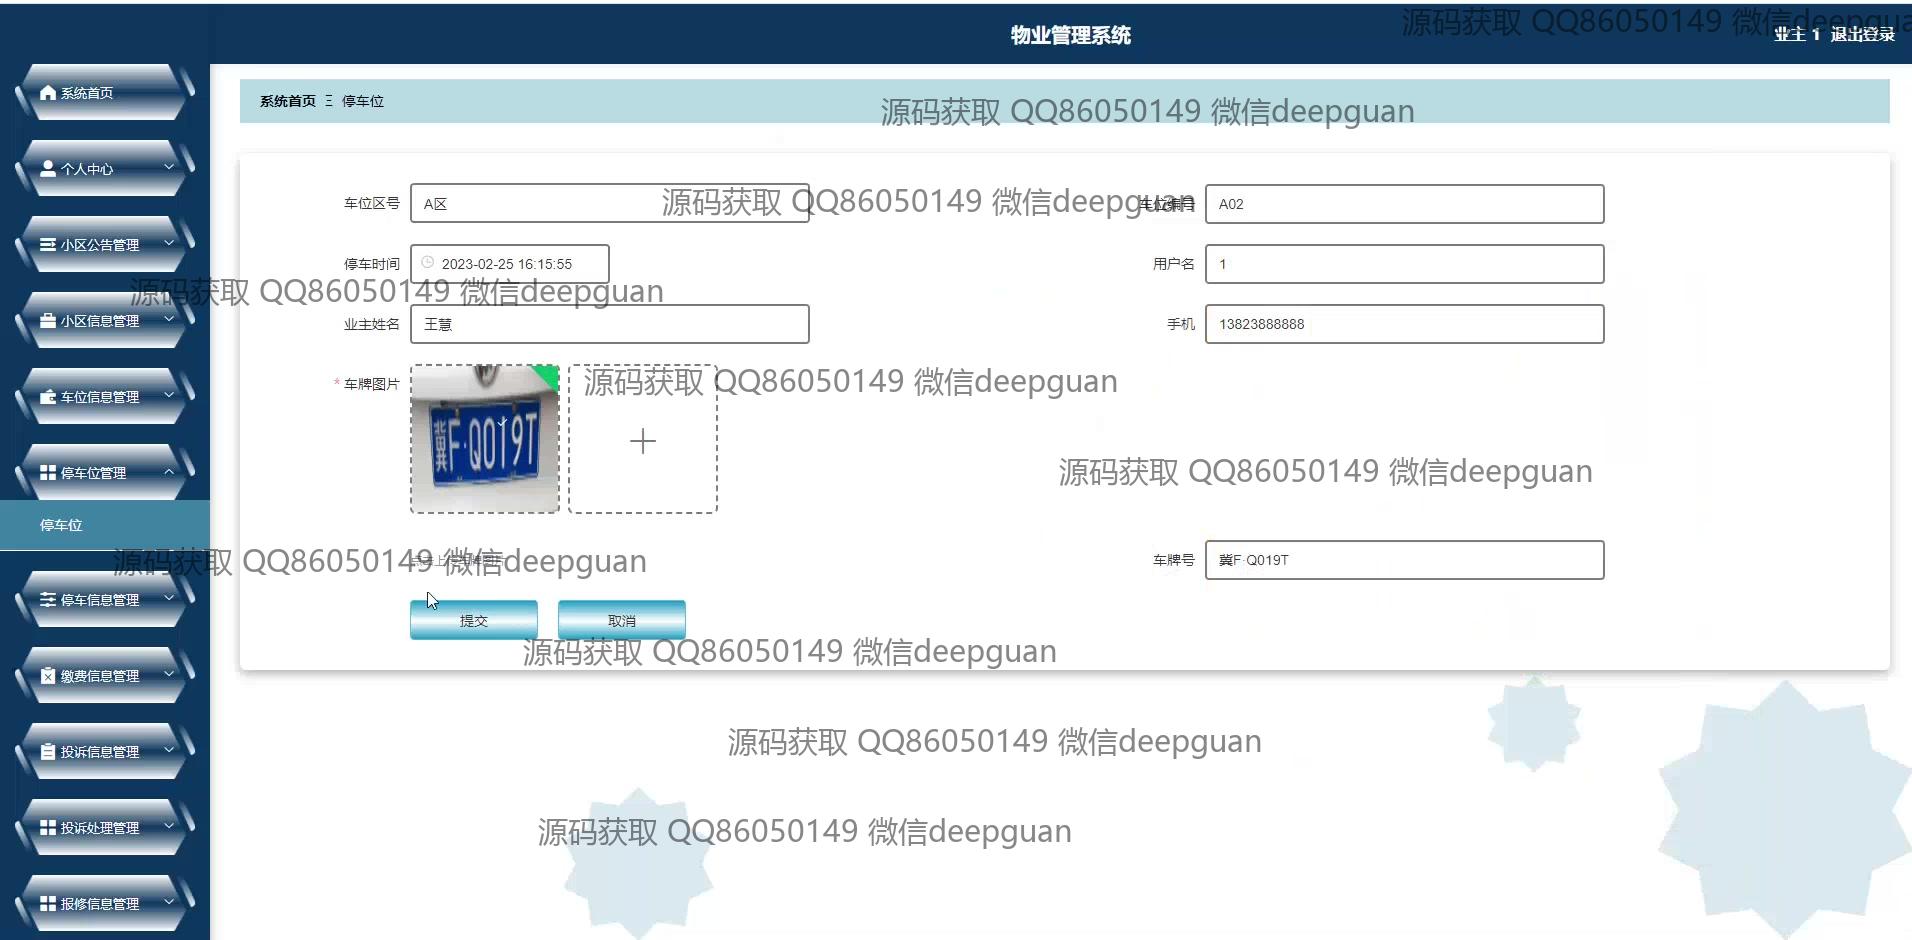 物业管理系统
业主 1 退出登录
源码获取 QQ86050149 微信deepgua
系统首页
个人中心
小区公告管理
小区信息管理
车位信息管理
停车位管理
停车位
停车信息管理
缴费信息管理
投诉信息管理
投诉处理管理
报修信息管理
系统首页 Ξ 停车位
源码获取 QQ86050149 微信deepguan
车位区号 A区
车位编号 A02
源码获取 QQ86050149 微信deepguan
停车时间 2023-02-25 16:15:55
用户名 1
源码获取 QQ86050149 微信deepguan
业主姓名 王慧
手机 13823888888
* 车牌图片
冀F·Q019T
源码获取 QQ86050149 微信deepguan
源码获取 QQ86050149 微信deepguan
点击上传车牌图片
源码获取 QQ86050149 微信deepguan
车牌号 冀F·Q019T
提交 取消
源码获取 QQ86050149 微信deepguan
源码获取 QQ86050149 微信deepguan
源码获取 QQ86050149 微信deepguan